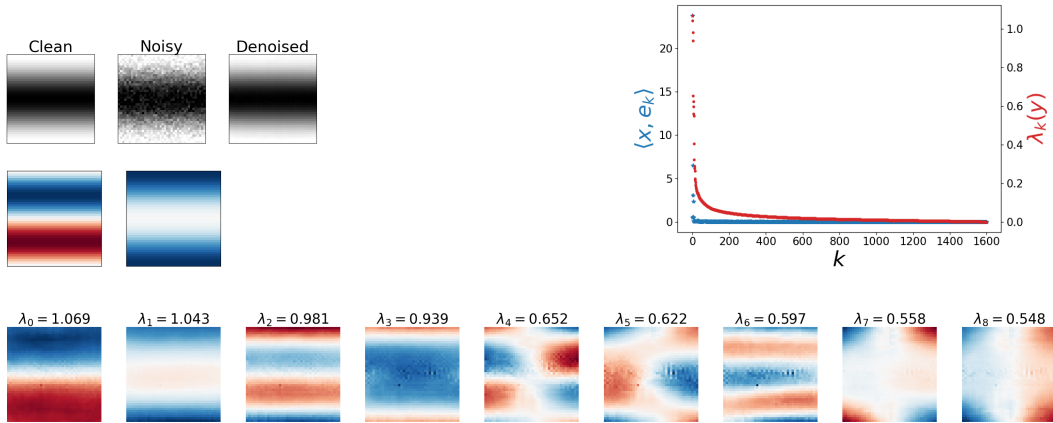 Clean Noisy Denoised
20
15
10
5
0
⟨x, e_k⟩
1.0
0.8
0.6
0.4
0.2
0.0
λ_k(y)
0 200 400 600 800 1000 1200 1400 1600
k
λ_0 = 1.069 λ_1 = 1.043 λ_2 = 0.981 λ_3 = 0.939 λ_4 = 0.652 λ_5 = 0.622 λ_6 = 0.597 λ_7 = 0.558 λ_8 = 0.548